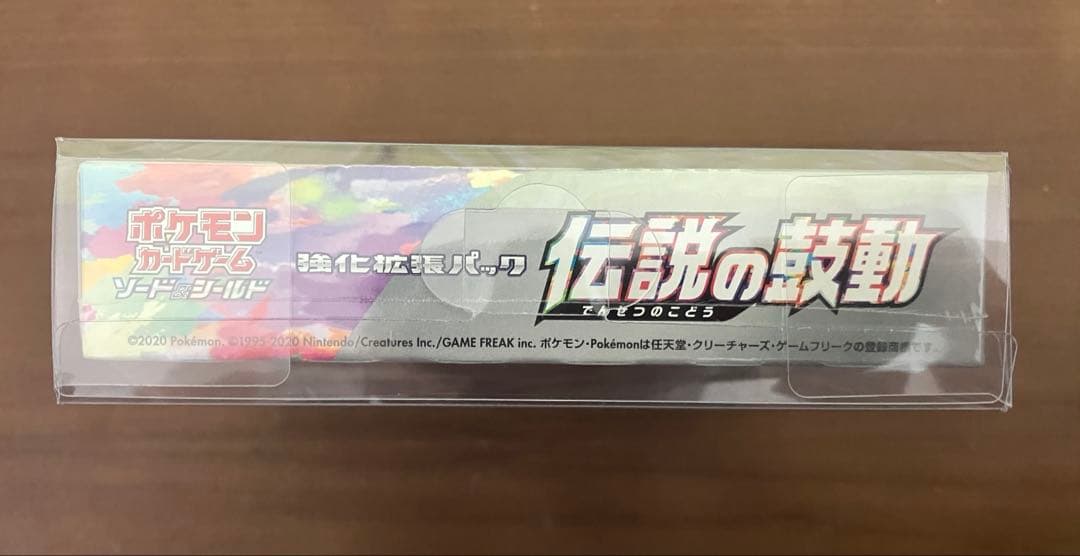 ポケモン
カードゲーム
ソード&シールド
強化拡張パック
伝説の鼓動
でんせつのこどう
©2020 Pokémon. ©1995-2020 Nintendo/Creatures Inc./GAME FREAK inc. ポケモン・Pokémonは任天堂・クリーチャーズ・ゲームフリークの登録商標です。